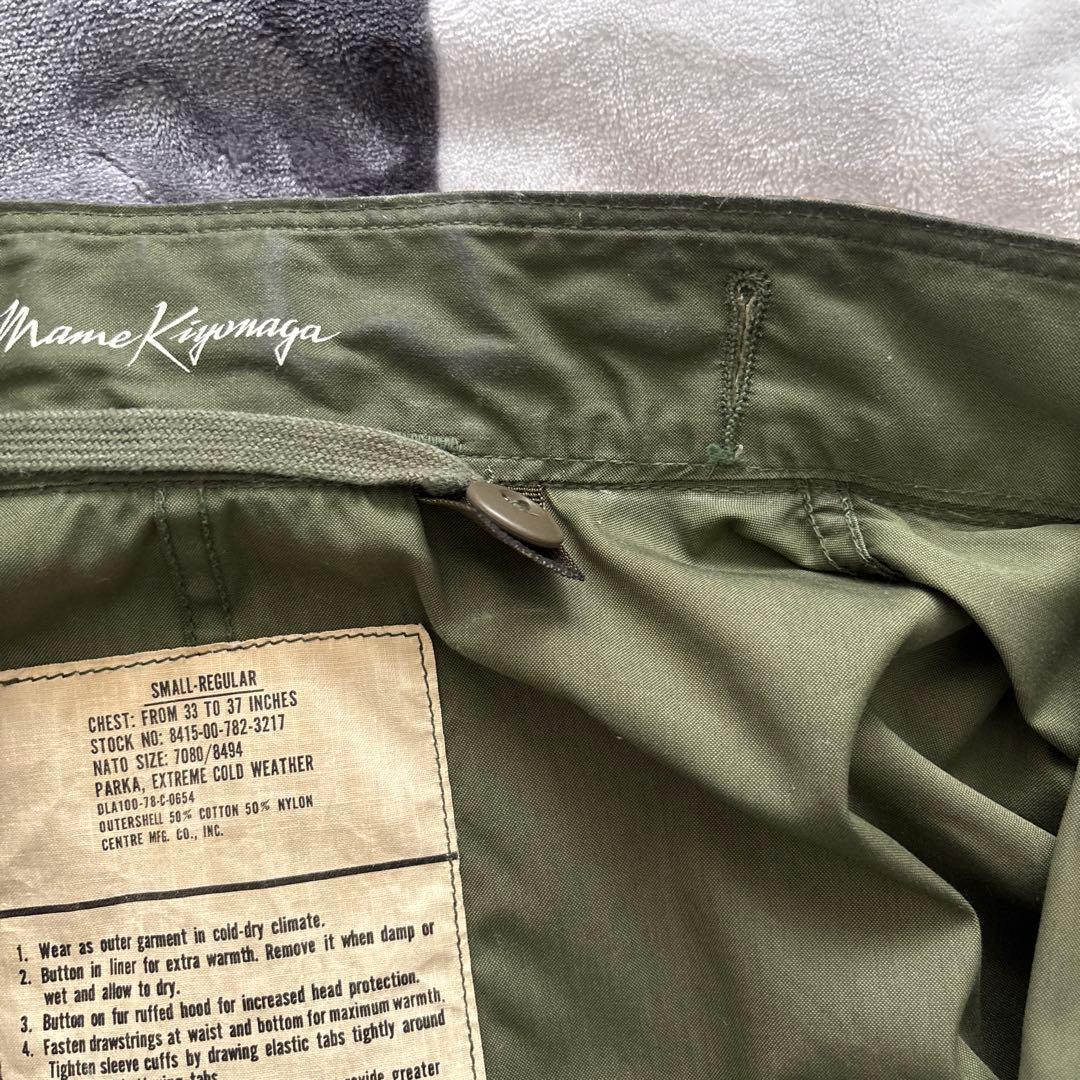 Mame Kiyonaga
SMALL-REGULAR
CHEST: FROM 33 TO 37 INCHES
STOCK NO: 8415-00-782-3217
NATO SIZE: 7080/8494
PARKA, EXTREME COLD WEATHER
DLA100-78-C-0654
OUTERSHELL 50% COTTON 50% NYLON
CENTRE MFG. CO., INC.
1. Wear as outer garment in cold-dry climate.
2. Button in liner for extra warmth. Remove it when damp or
wet and allow to dry.
3. Button on fur ruffed hood for increased head protection.
4. Fasten drawstrings at waist and bottom for maximum warmth.
Tighten sleeve cuffs by drawing elastic tabs tightly around
tabs.
greater